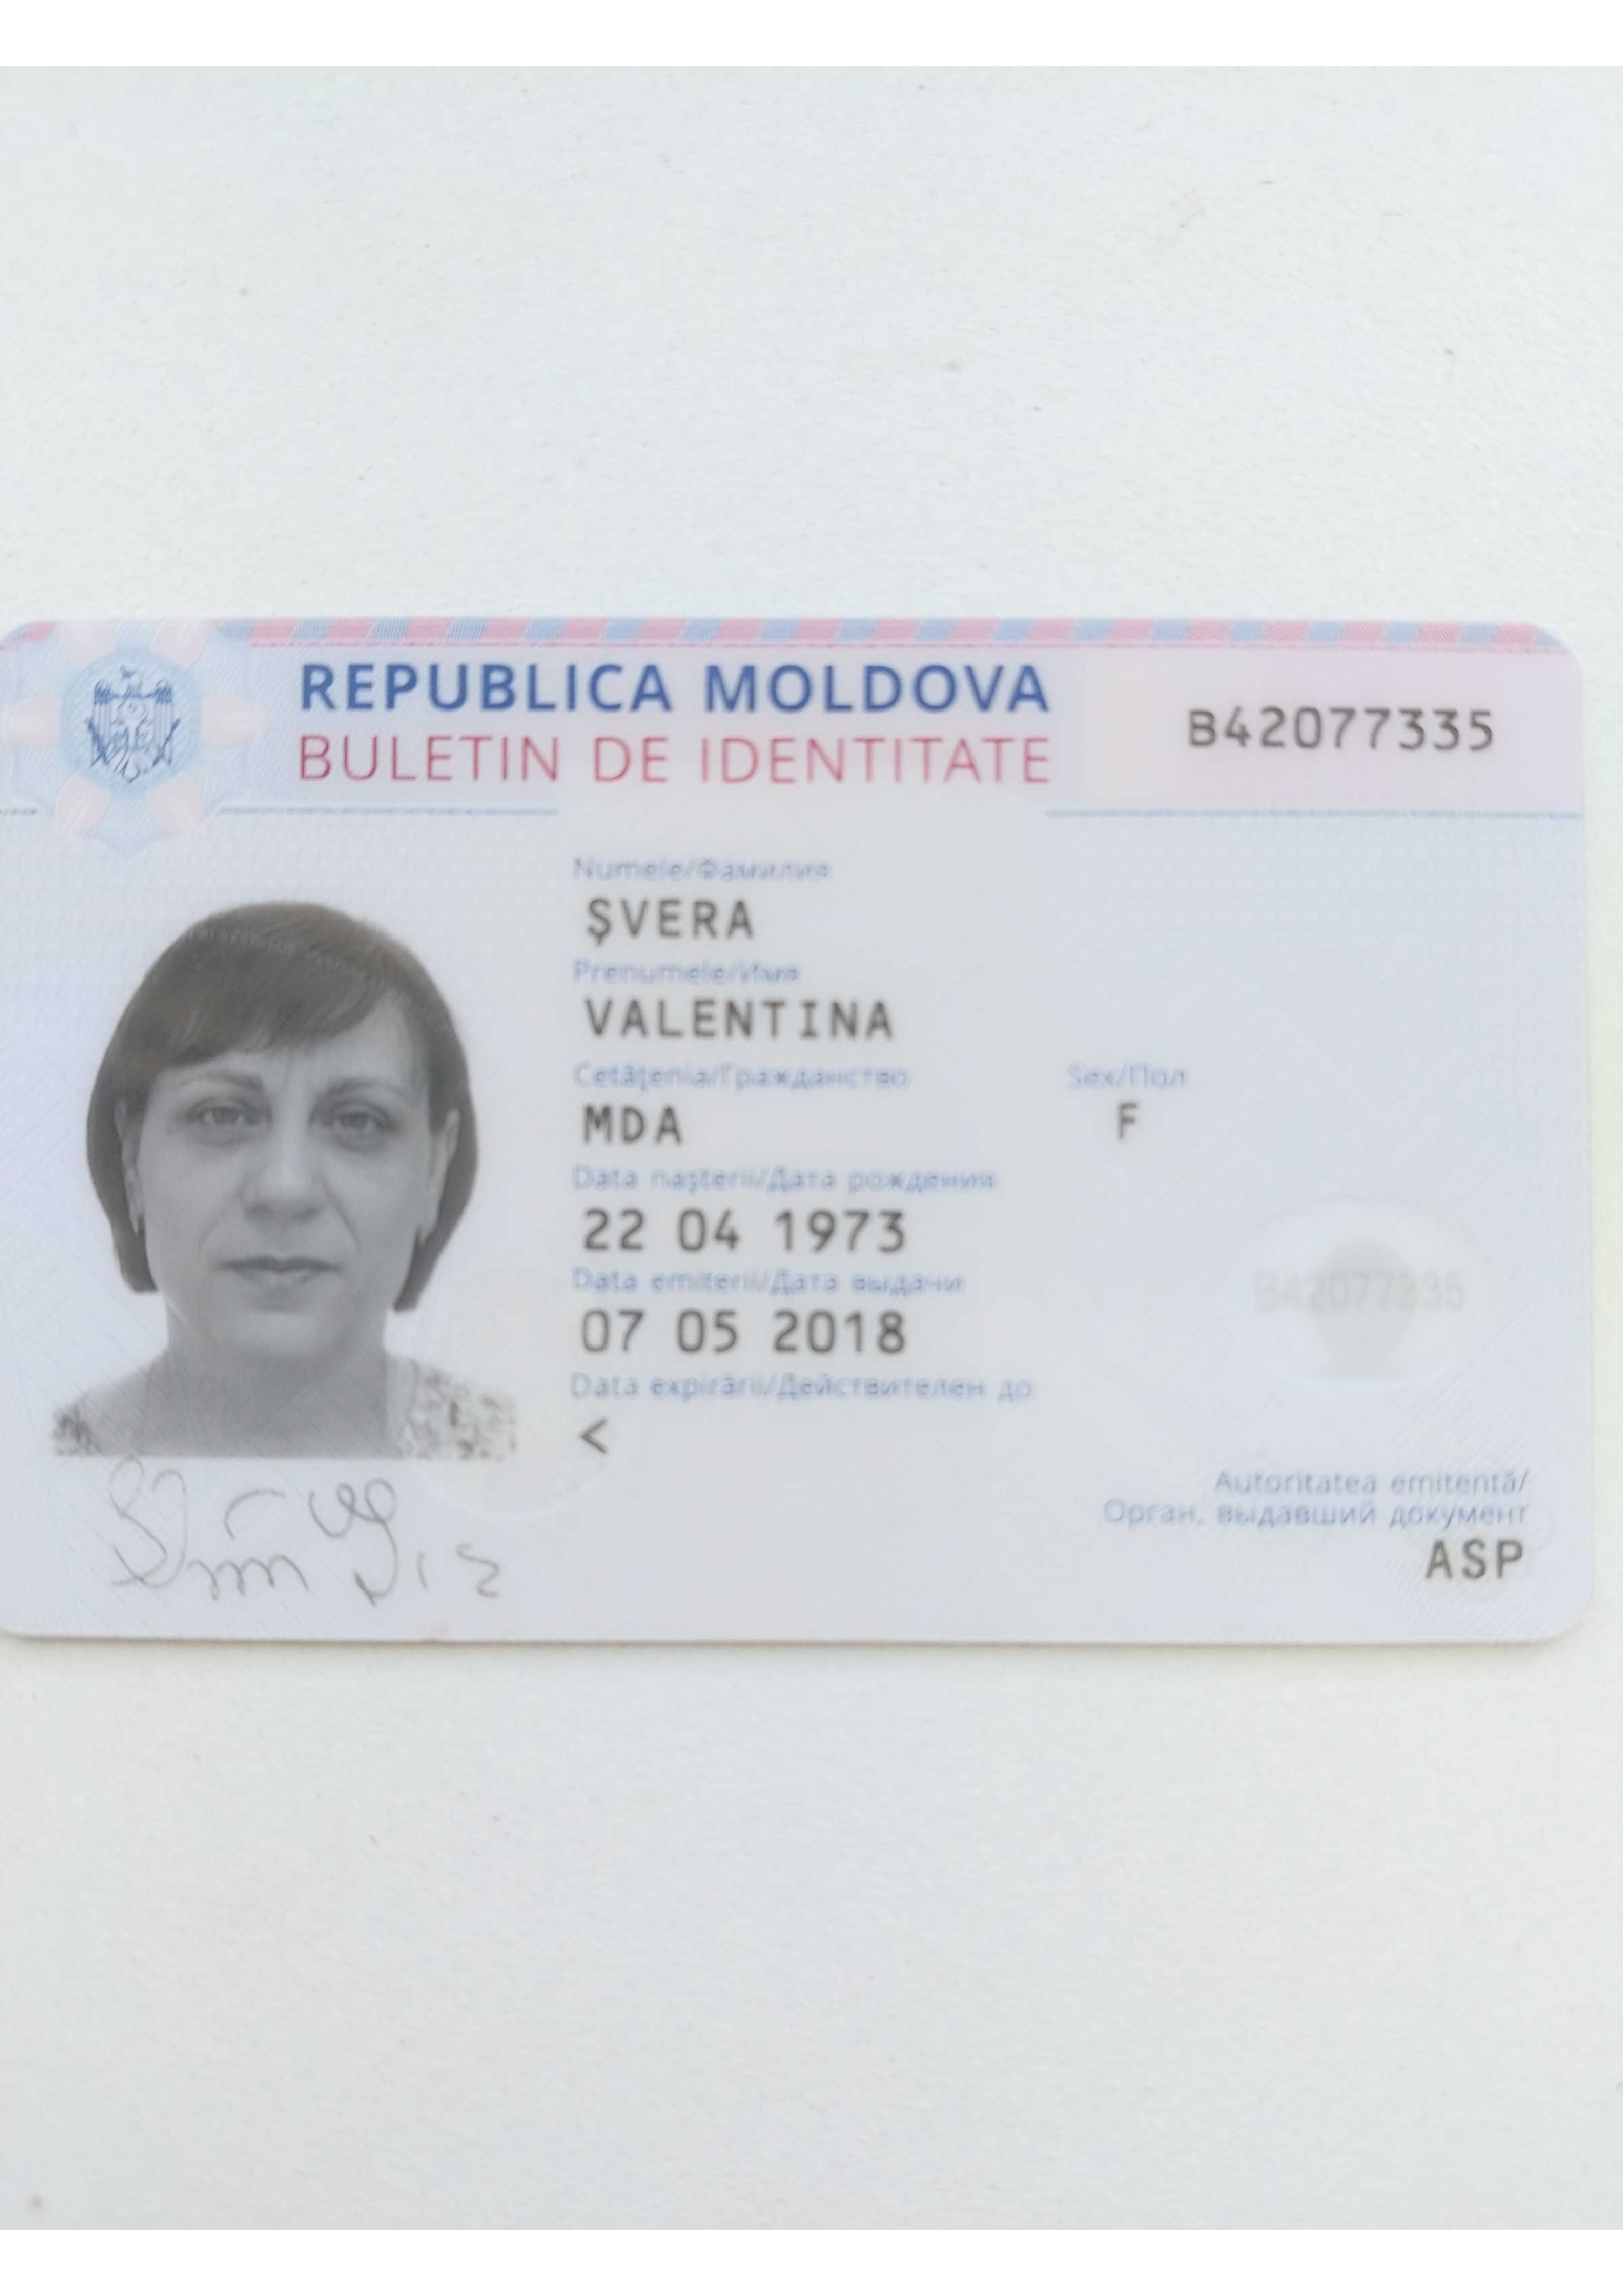 REPUBLICA MOLDOVA
BULETIN DE IDENTITATE
B42077335
Numele/Фамилия
ŞVERA
Prenumele/Имя
VALENTINA
Cetăţenia/Гражданство
Sex/Пол
MDA
F
Data naşterii/Дата рождения
22 04 1973
Data emiterii/Дата выдачи
07 05 2018
B42077335
Data expirării/Действителен до
<
Autoritatea emitentă/
Орган, выдавший документ
ASP